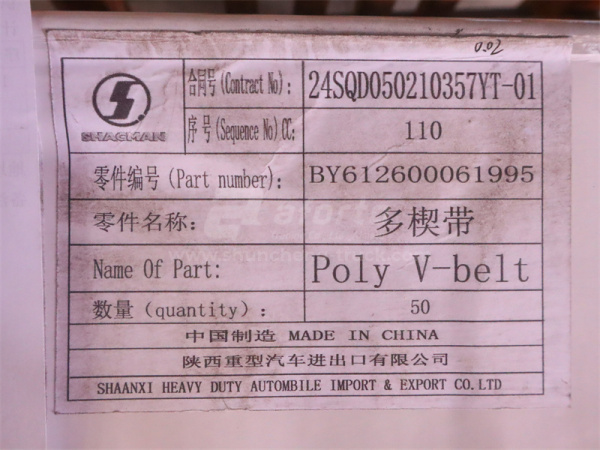 0.02
SHACMAN
合同号(Contract No): 24SQD050210357YT-01
序号(Sequence No)CC: 110
零件编号(Part number): BY612600061995
零件名称: 多楔带
Name Of Part: Poly V-belt
数量(quantity): 50
中国制造 MADE IN CHINA
陕西重型汽车进出口有限公司
SHAANXI HEAVY DUTY AUTOMBILE IMPORT & EXPORT CO.LTD